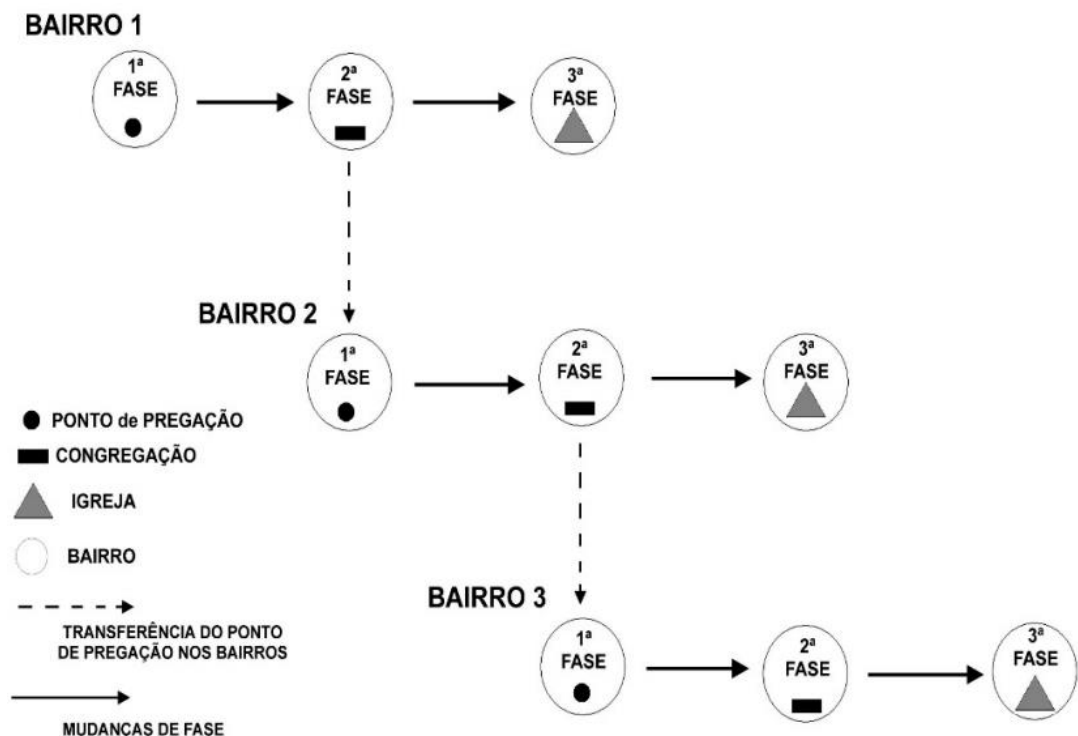 BAIRRO 1
1ª
FASE
2ª
FASE
3ª
FASE
BAIRRO 2
1ª
FASE
2ª
FASE
3ª
FASE
PONTO de PREGAÇÃO
CONGREGAÇÃO
IGREJA
BAIRRO
TRANSFERÊNCIA DO PONTO
DE PREGAÇÃO NOS BAIRROS
MUDANÇAS DE FASE
BAIRRO 3
1ª
FASE
2ª
FASE
3ª
FASE